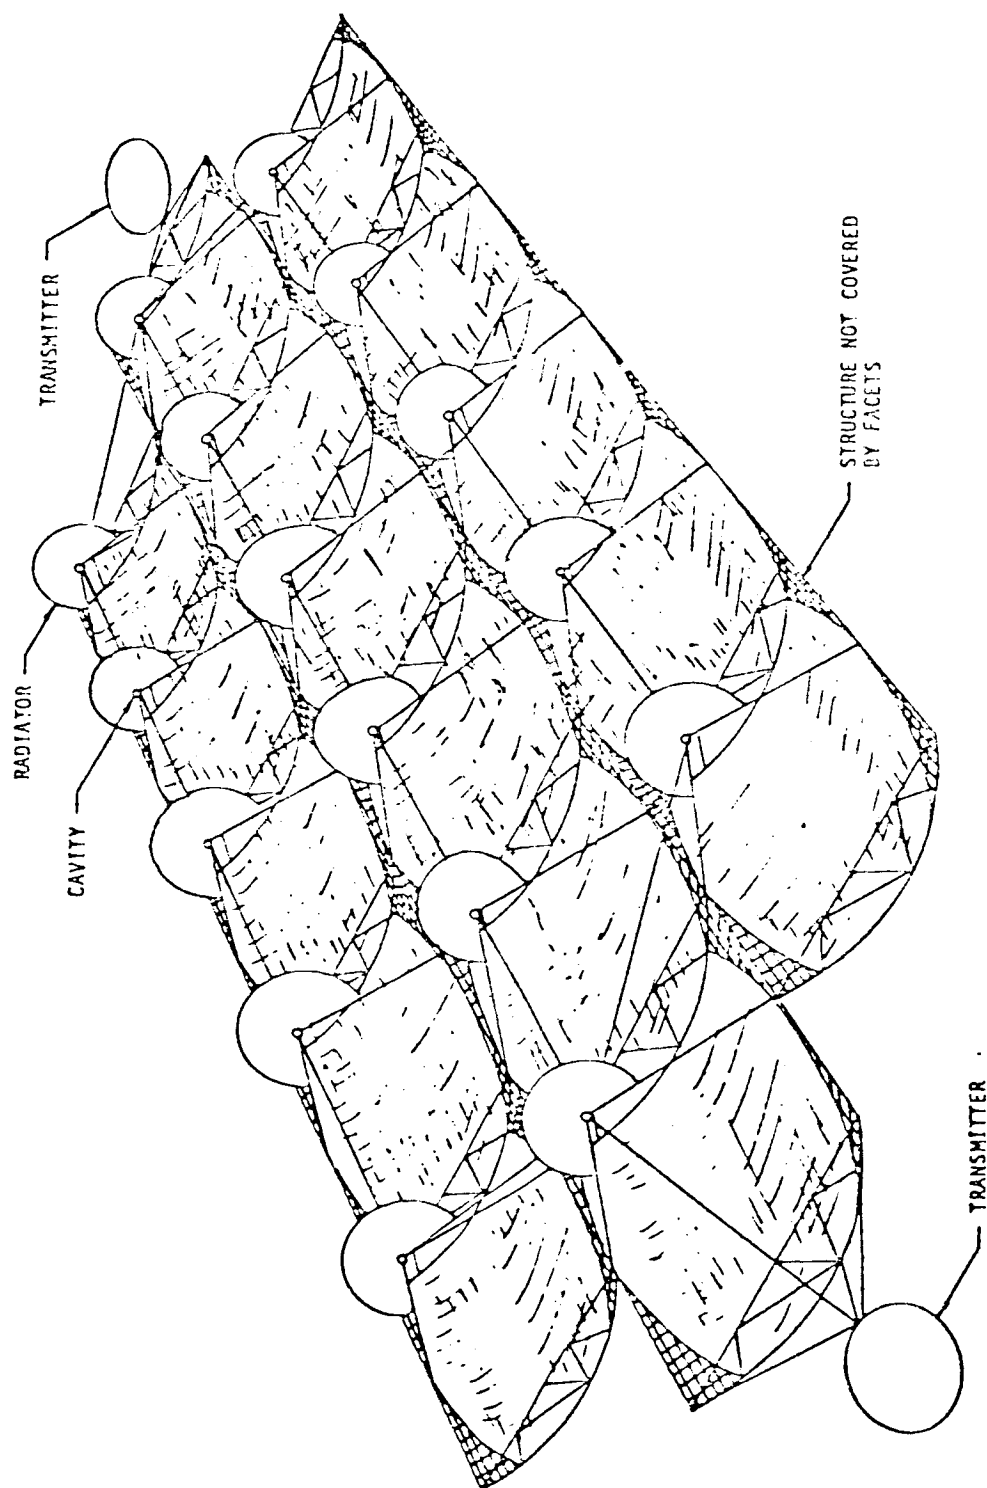 TRANSMITTER
RADIATOR
CAVITY
STRUCTURE NOT COVERED
BY FACETS
TRANSMITTER